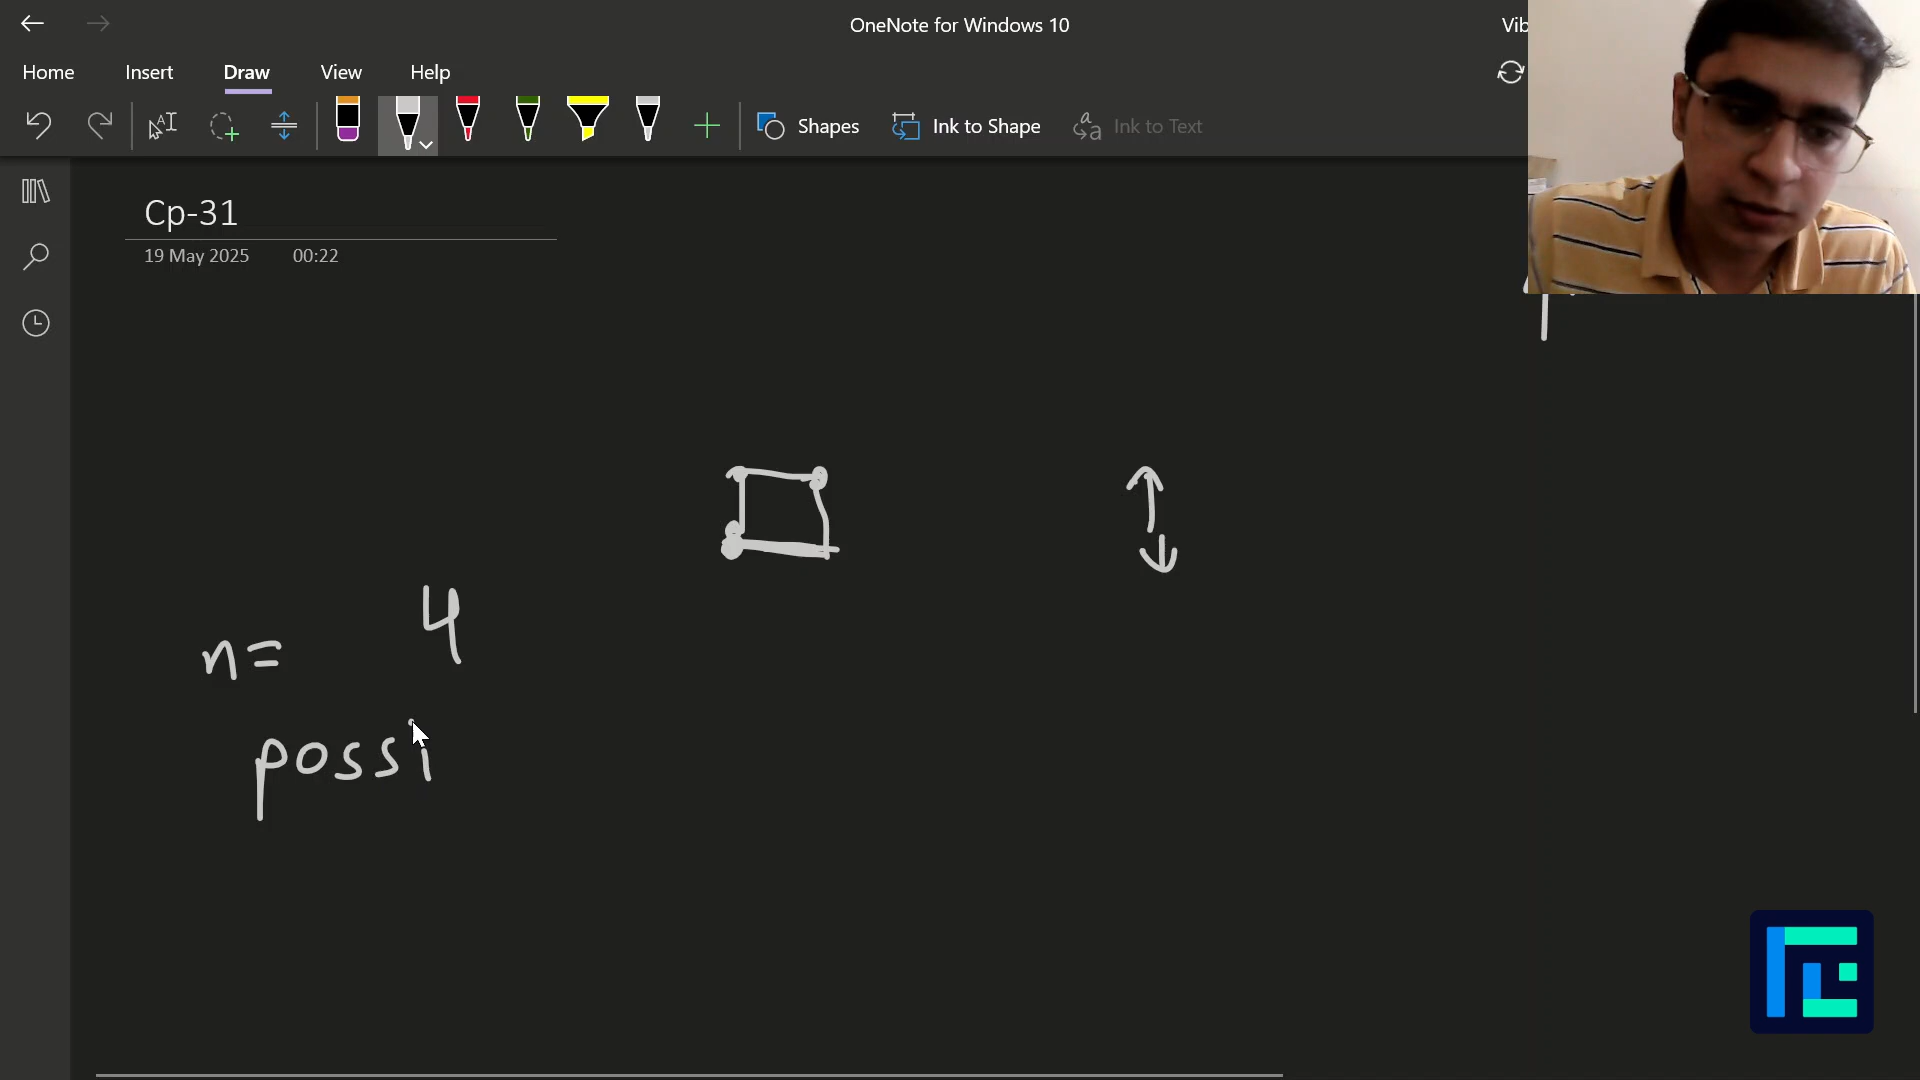 OneNote for Windows 10
Vib
Home Insert Draw View Help
Shapes Ink to Shape Ink to Text
Cp-31
19 May 2025 00:22
4
n=
possi